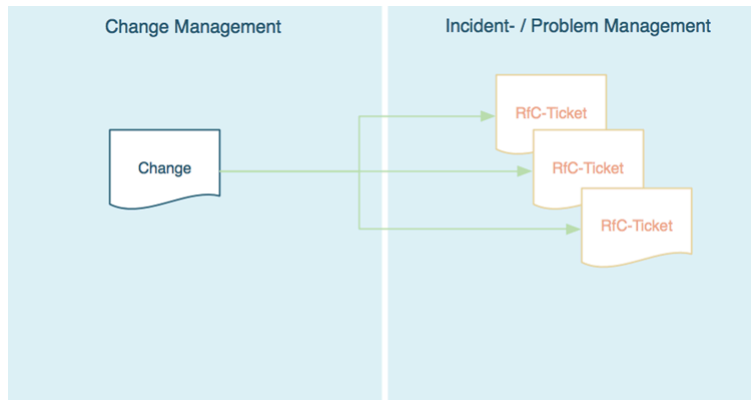 Change Management
Incident- / Problem Management
Change
RfC-Ticket
RfC-Ticket
RfC-Ticket